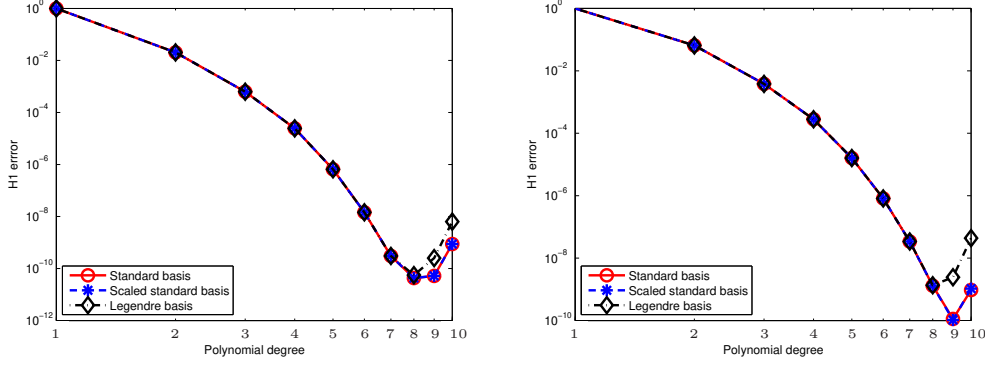 10^0
10^-2
10^-4
10^-6
10^-8
10^-10
10^-12
H1 errror
Standard basis
Scaled standard basis
Legendre basis
1 2 3 4 5 6 7 8 9 10
Polynomial degree
10^0
10^-2
10^-4
10^-6
10^-8
10^-10
H1 errror
Standard basis
Scaled standard basis
Legendre basis
1 2 3 4 5 6 7 8 9 10
Polynomial degree